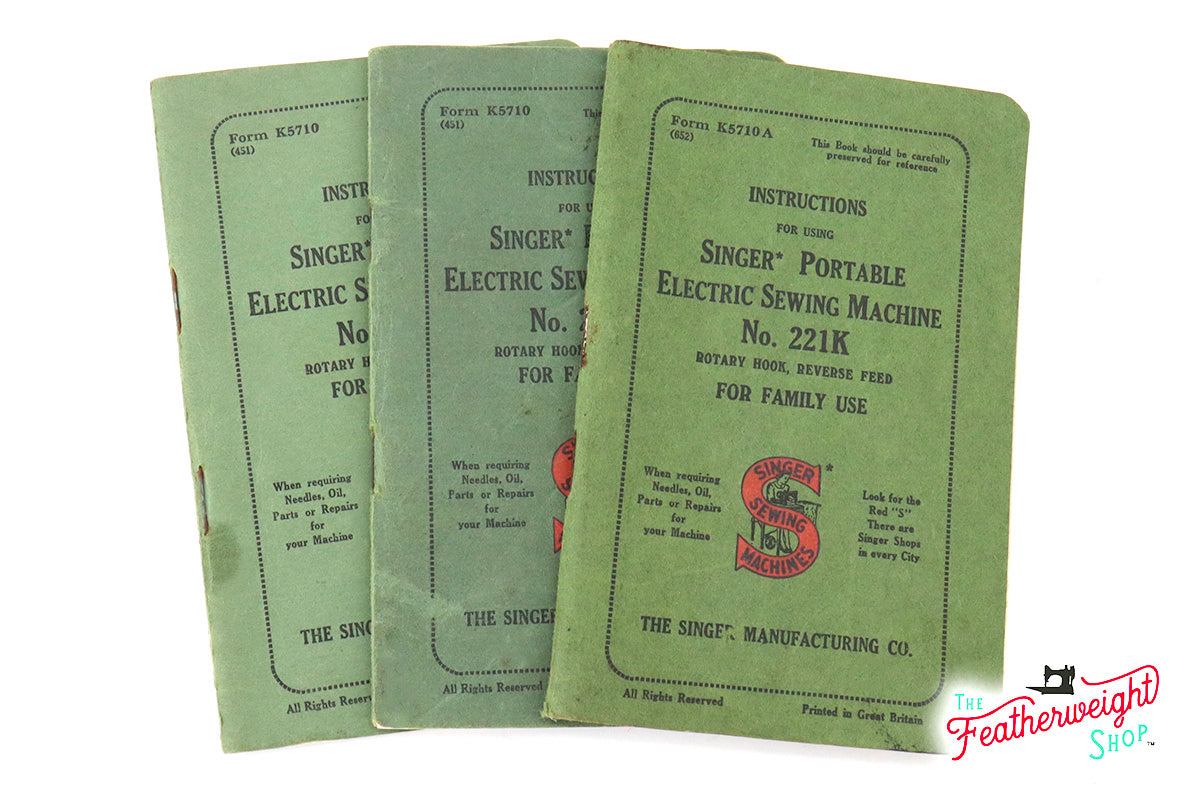 Form K5710
(451)
INSTR
FO
SINGER*
ELECTRIC S
No
ROTARY HOO
FOR
When requiring
Needles, Oil,
Parts or Repairs
for
your Machine
THE SING
All Rights Reserved
Form K5710
(451)
This
INSTRUC
FOR U
SINGER*
ELECTRIC SEW
No.
ROTARY HOOK
FOR FA
When requiring
Needles, Oil,
Parts or Repairs
for
your Machine
THE SINGE
All Rights Reserved
Form K5710A
(652)
This Book should be carefully
preserved for reference
INSTRUCTIONS
FOR USING
SINGER* PORTABLE
ELECTRIC SEWING MACHINE
No. 221K
ROTARY HOOK, REVERSE FEED
FOR FAMILY USE
When requiring
Needles, Oil,
Parts or Repairs
for
your Machine
SINGER *
SEWING
MACHINES
Look for the
Red "S"
There are
Singer Shops
in every City
THE SINGER MANUFACTURING CO.
All Rights Reserved
Printed in Great Britain
THE
Featherweight
SHOP™